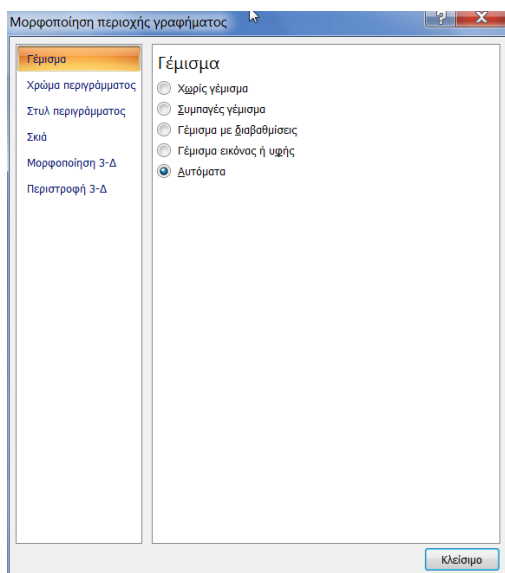 Μορφοποίηση περιοχής γραφήματος
Γέμισμα
Χρώμα περιγράμματος
Στυλ περιγράμματος
Σκιά
Μορφοποίηση 3-Δ
Περιστροφή 3-Δ
Γέμισμα
Χωρίς γέμισμα
Συμπαγές γέμισμα
Γέμισμα με διαβαθμίσεις
Γέμισμα εικόνας ή υφής
Αυτόματα
Κλείσιμο